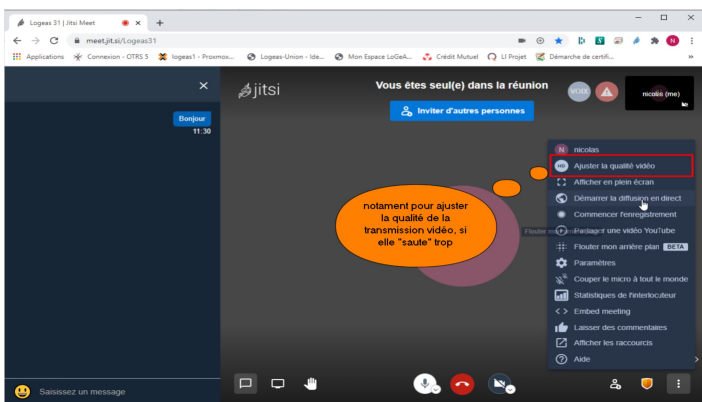 Logeas 31 | Jitsi Meet
meet.jit.si/Logeas31
N
Applications
Connexion - OTRS 5
logeas1 - Proxmox...
Logeas-Union - Ide...
Mon Espace LoGeA...
Crédit Mutuel
LI Projet
Démarche de certifi...
»
Bonjour
11:30
jitsi
Vous êtes seul(e) dans la réunion
Inviter d'autres personnes
VOIX
nicolas (me)
N nicolas
HD Ajuster la qualité vidéo
Afficher en plein écran
Démarrer la diffusion en direct
Commencer l'enregistrement
Partager une vidéo YouTube
Flouter mon arrière plan BETA
Paramètres
Couper le micro à tout le monde
Statistiques de l'interlocuteur
Embed meeting
Laisser des commentaires
Afficher les raccourcis
Aide
notament pour ajuster
la qualité de la
transmission vidéo, si
elle "saute" trop
Saisissez un message